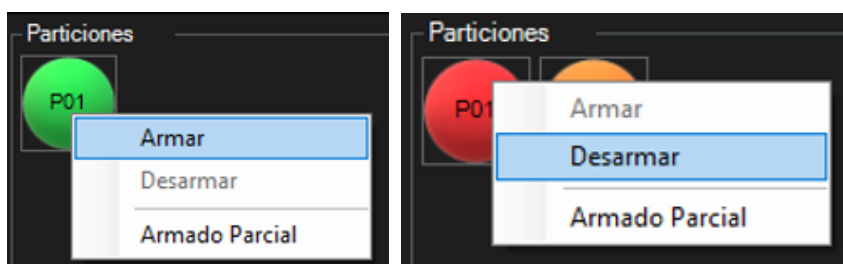 Particiones
P01
Armar
Desarmar
Armado Parcial
Particiones
P01
Armar
Desarmar
Armado Parcial